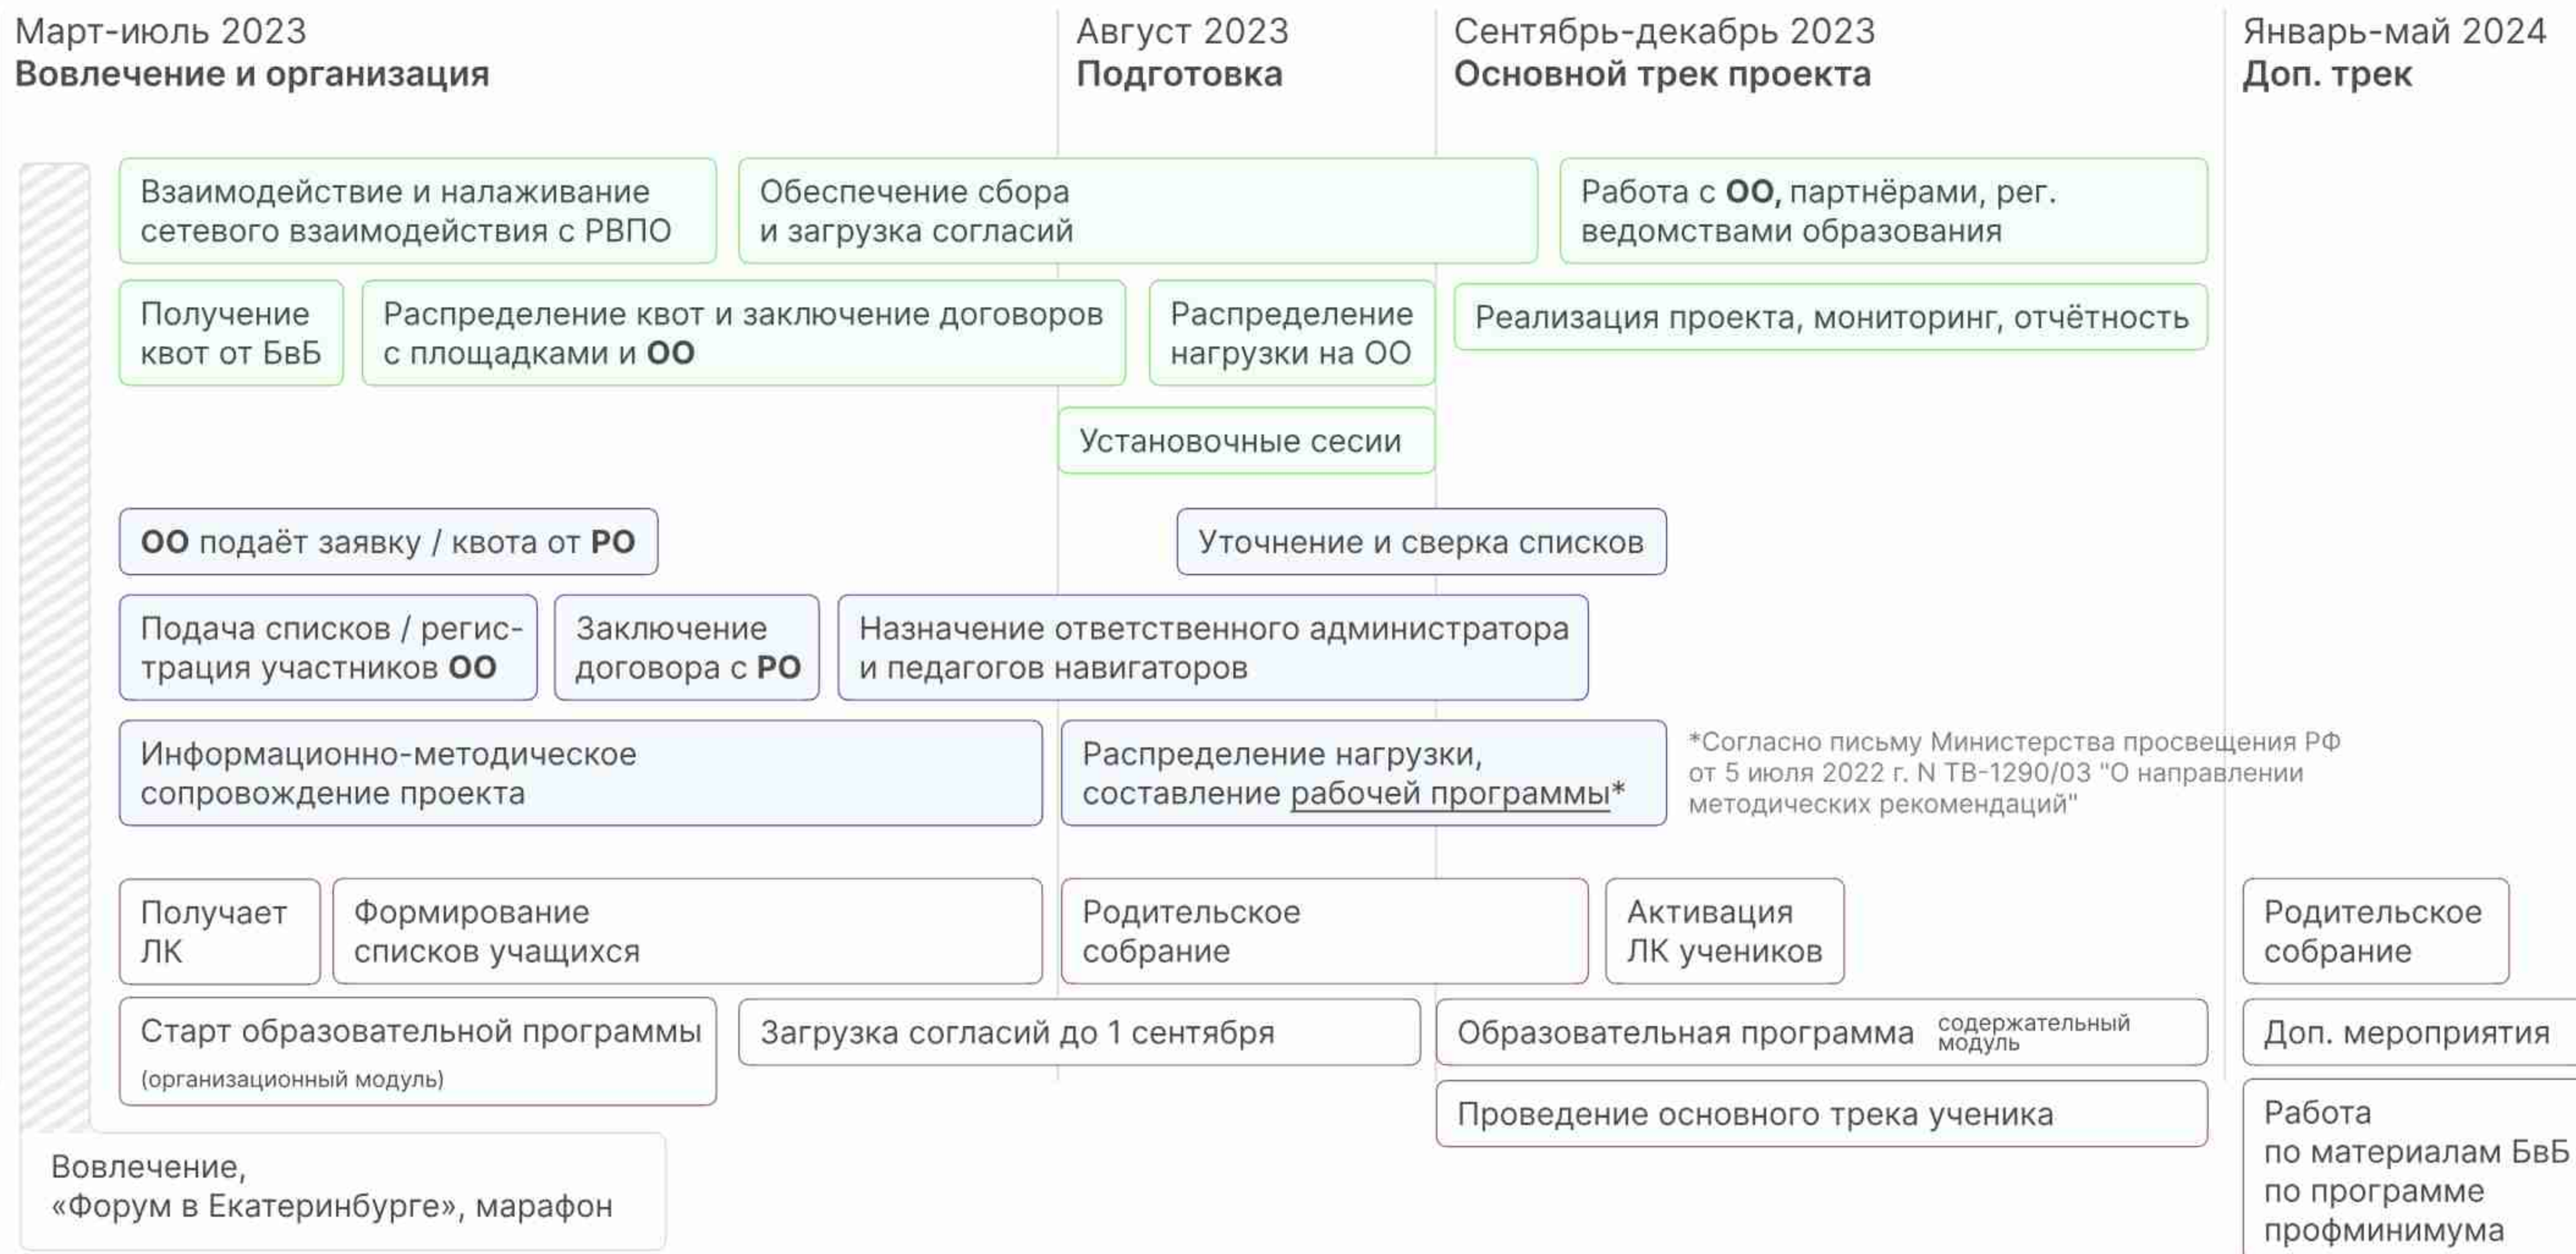 Март-июль 2023
Вовлечение и организация
Август 2023
Подготовка
Сентябрь-декабрь 2023
Основной трек проекта
Январь-май 2024
Доп. трек
Взаимодействие и налаживание
сетевого взаимодействия с РВПО
Обеспечение сбора
и загрузка согласий
Работа с ОО, партнёрами, рег.
ведомствами образования
Получение
квот от БвБ
Распределение квот и заключение договоров
с площадками и ОО
Распределение
нагрузки на ОО
Реализация проекта, мониторинг, отчётность
Установочные сесии
ОО подаёт заявку / квота от РО
Уточнение и сверка списков
Подача списков / регис-
трация участников ОО
Заключение
договора с РО
Назначение ответственного администратора
и педагогов навигаторов
Информационно-методическое
сопровождение проекта
Распределение нагрузки,
составление рабочей программы*
*Согласно письму Министерства просвещения РФ
от 5 июля 2022 г. N ТВ-1290/03 "О направлении
методических рекомендаций"
Получает
ЛК
Формирование
списков учащихся
Родительское
собрание
Активация
ЛК учеников
Родительское
собрание
Старт образовательной программы
(организационный модуль)
Загрузка согласий до 1 сентября
Образовательная программа
содержательный
модуль
Доп. мероприятия
Проведение основного трека ученика
Работа
по материалам БвБ
по программе
профминимума
Вовлечение,
«Форум в Екатеринбурге», марафон